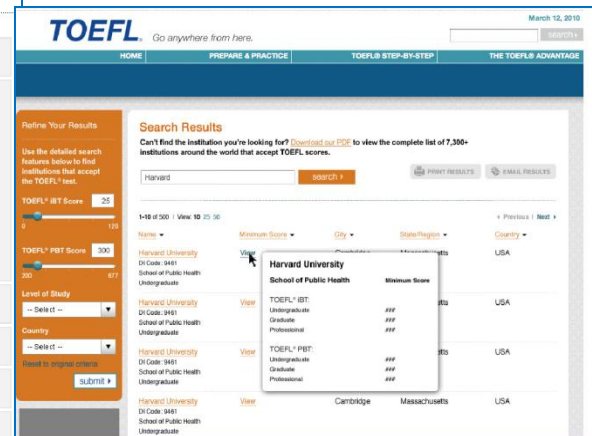 March 12, 2010
TOEFL. Go anywhere from here.
search
HOME PREPARE & PRACTICE TOEFL® STEP-BY-STEP THE TOEFL® ADVANTAGE
Refine Your Results
Use the detailed search
features below to find
institutions that accept
the TOEFL® test.
TOEFL® iBT Score 25
0 120
TOEFL® PBT Score 300
200 677
Level of Study
-- Select --
Country
-- Select --
Reset to original criteria
submit
Search Results
Can't find the institution you're looking for? Download our PDF to view the complete list of 7,300+
institutions around the world that accept TOEFL scores.
Harvard search
PRINT RESULTS EMAIL RESULTS
1-10 of 500 | View: 10 25 50 Previous | Next
Name Minimum Score City State/Region Country
Harvard University View Cambridge Massachusetts USA
DI Code: 9461
School of Public Health
Undergraduate
Harvard University
School of Public Health Minimum Score
TOEFL® iBT:
Undergraduate ###
Graduate ###
Professional ###
TOEFL® PBT:
Undergraduate ###
Graduate ###
Professional ###
Harvard University View USA
DI Code: 9461
School of Public Health
Undergraduate
Harvard University View USA
DI Code: 9461
School of Public Health
Undergraduate
Harvard University View Cambridge Massachusetts USA
DI Code: 9461
School of Public Health
Undergraduate